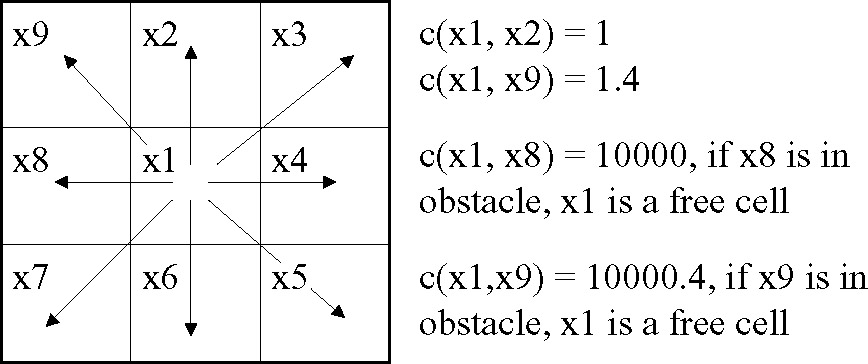 x9 x2 x3
x8 x1 x4
x7 x6 x5
c(x1, x2) = 1
c(x1, x9) = 1.4
c(x1, x8) = 10000, if x8 is in
obstacle, x1 is a free cell
c(x1,x9) = 10000.4, if x9 is in
obstacle, x1 is a free cell